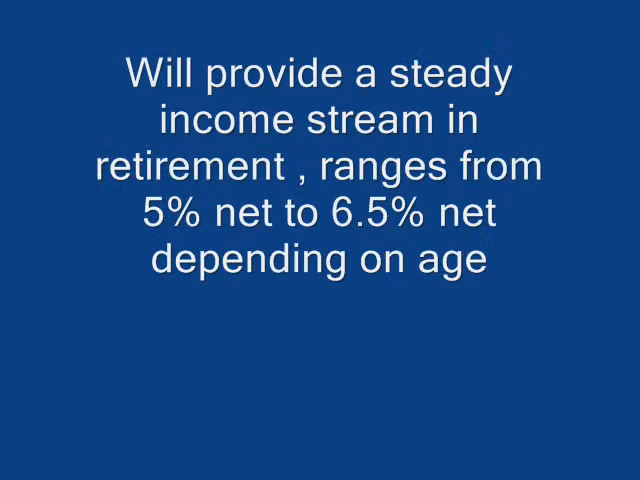 Will provide a steady
income stream in
retirement , ranges from
5% net to 6.5% net
depending on age